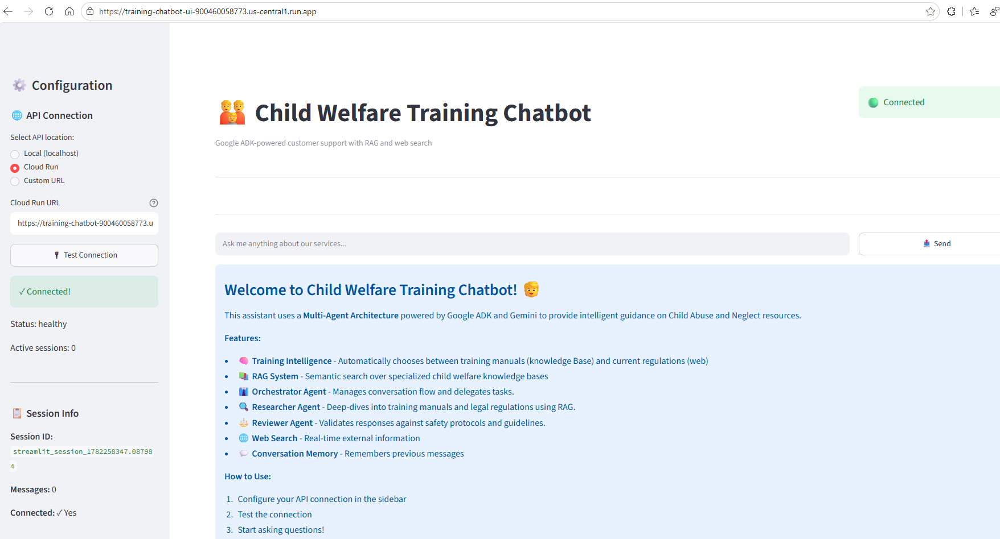 https://training-chatbot-ui-900460058773.us-central1.run.app
Configuration
API Connection
Select API location:
Local (localhost)
Cloud Run
Custom URL
Cloud Run URL
https://training-chatbot-900460058773.u
Test Connection
✓ Connected!
Status: healthy
Active sessions: 0
Session Info
Session ID:
streamlit_session_1782258347.08798
4
Messages: 0
Connected: ✓ Yes
Child Welfare Training Chatbot
Connected
Google ADK-powered customer support with RAG and web search
Ask me anything about our services...
Send
Welcome to Child Welfare Training Chatbot!
This assistant uses a Multi-Agent Architecture powered by Google ADK and Gemini to provide intelligent guidance on Child Abuse and Neglect resources.
Features:
• Training Intelligence - Automatically chooses between training manuals (knowledge Base) and current regulations (web)
• RAG System - Semantic search over specialized child welfare knowledge bases
• Orchestrator Agent - Manages conversation flow and delegates tasks.
• Researcher Agent - Deep-dives into training manuals and legal regulations using RAG.
• Reviewer Agent - Validates responses against safety protocols and guidelines.
• Web Search - Real-time external information
• Conversation Memory - Remembers previous messages
How to Use:
1. Configure your API connection in the sidebar
2. Test the connection
3. Start asking questions!